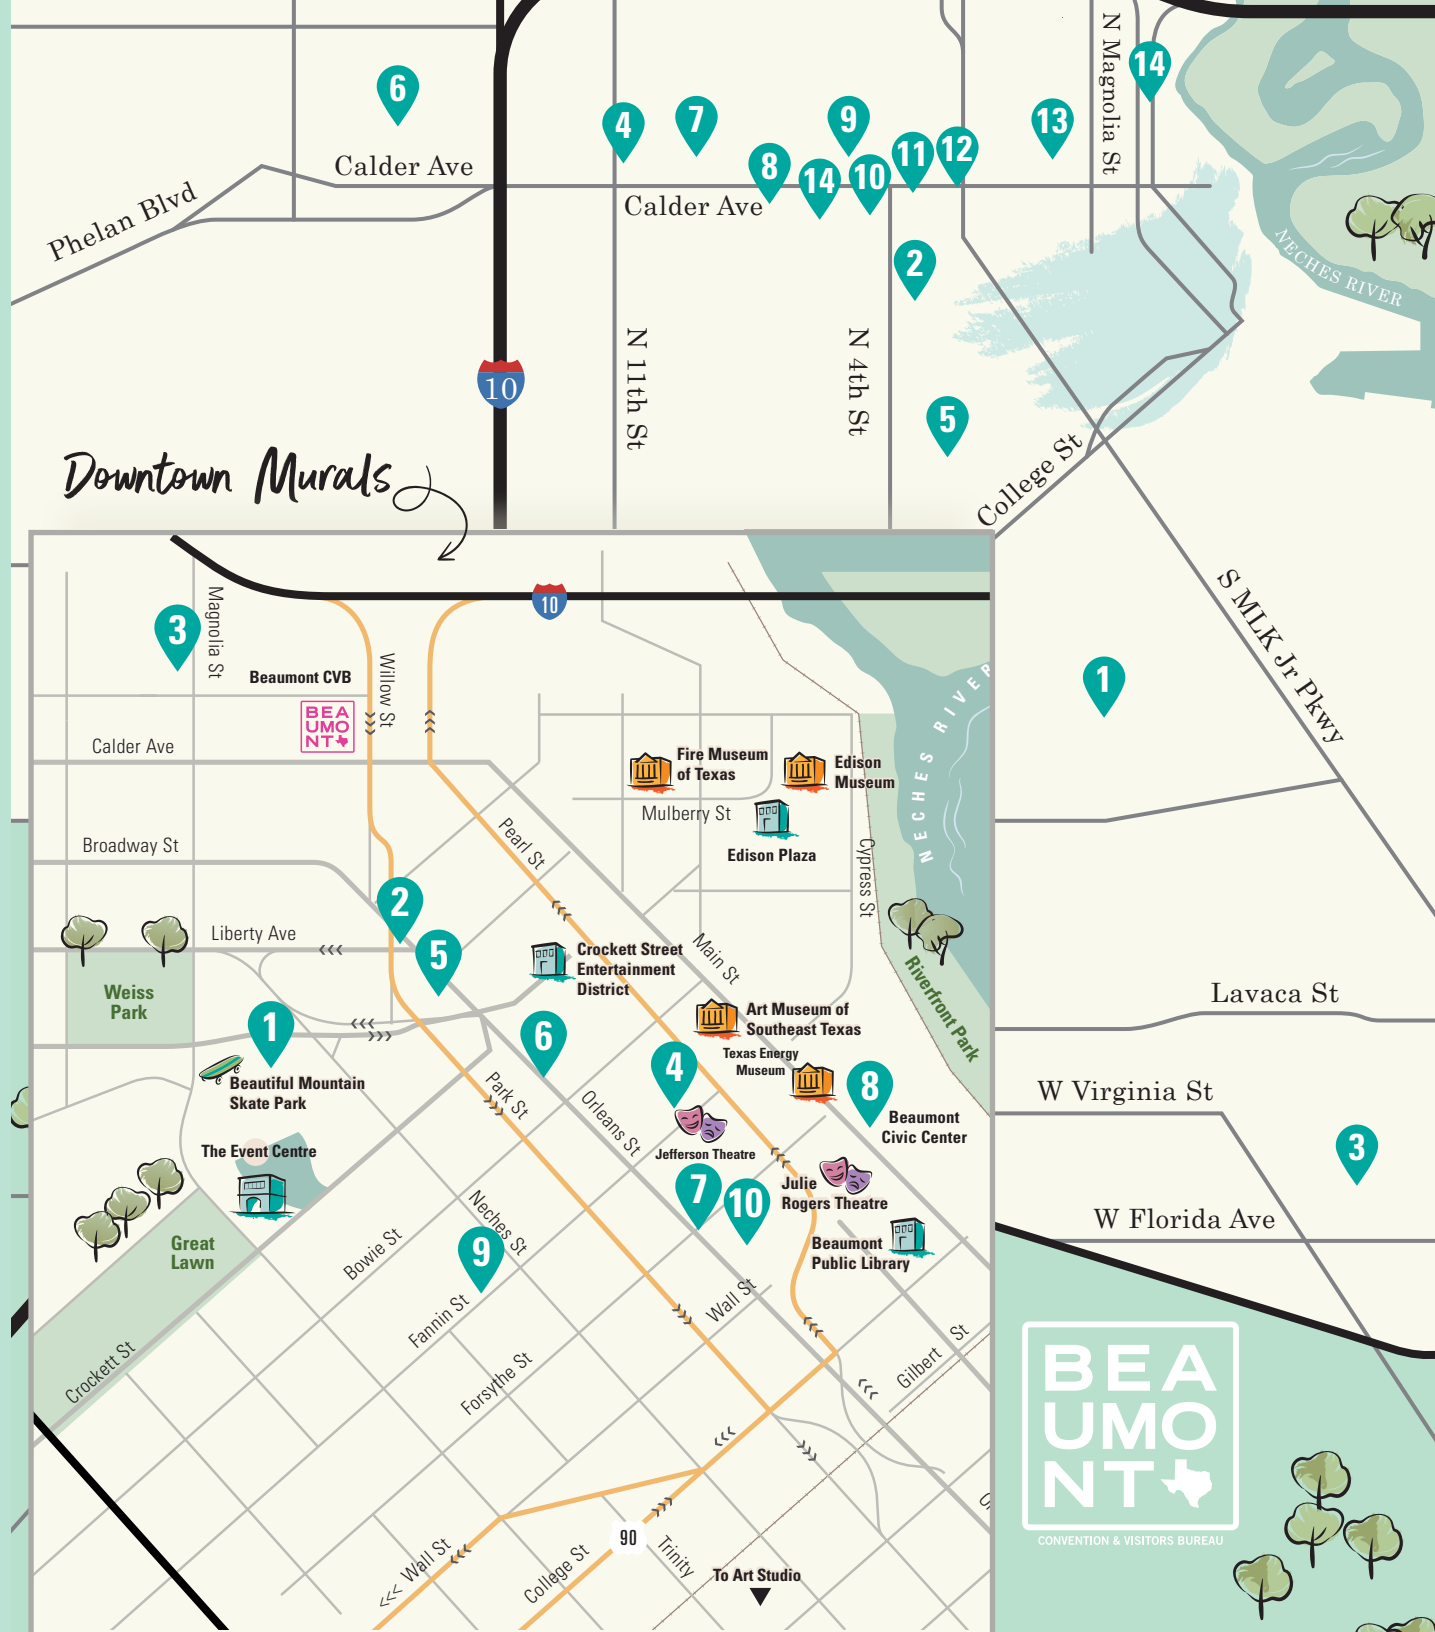 N Magnolia St
14
6
4
7
9
13
8
14
10
11
12
Calder Ave
Calder Ave
Phelan Blvd
2
NECHES RIVER
10
N 11th St
N 4th St
5
College St
Downtown Murals
S MLK Jr Pkwy
1
Lavaca St
W Virginia St
3
W Florida Ave
10
3
Magnolia St
Beaumont CVB
Willow St
BEA
UMO
NT
Calder Ave
Fire Museum
of Texas
Edison
Museum
Mulberry St
Edison Plaza
NECHES RIVER
Cypress St
Pearl St
Broadway St
2
5
Liberty Ave
Crockett Street
Entertainment
District
Main St
Riverfront Park
Weiss
Park
1
Beautiful Mountain
Skate Park
6
Art Museum of
Southeast Texas
Texas Energy
Museum
4
8
Beaumont
Civic Center
Park St
Orleans St
Jefferson Theatre
The Event Centre
7
10
Julie
Rogers Theatre
Beaumont
Public Library
Great
Lawn
Neches St
9
Bowie St
Fannin St
Forsythe St
Wall St
Gilbert St
Crockett St
90
Wall St
College St
Trinity
To Art Studio
BEA
UMO
NT
CONVENTION & VISITORS BUREAU